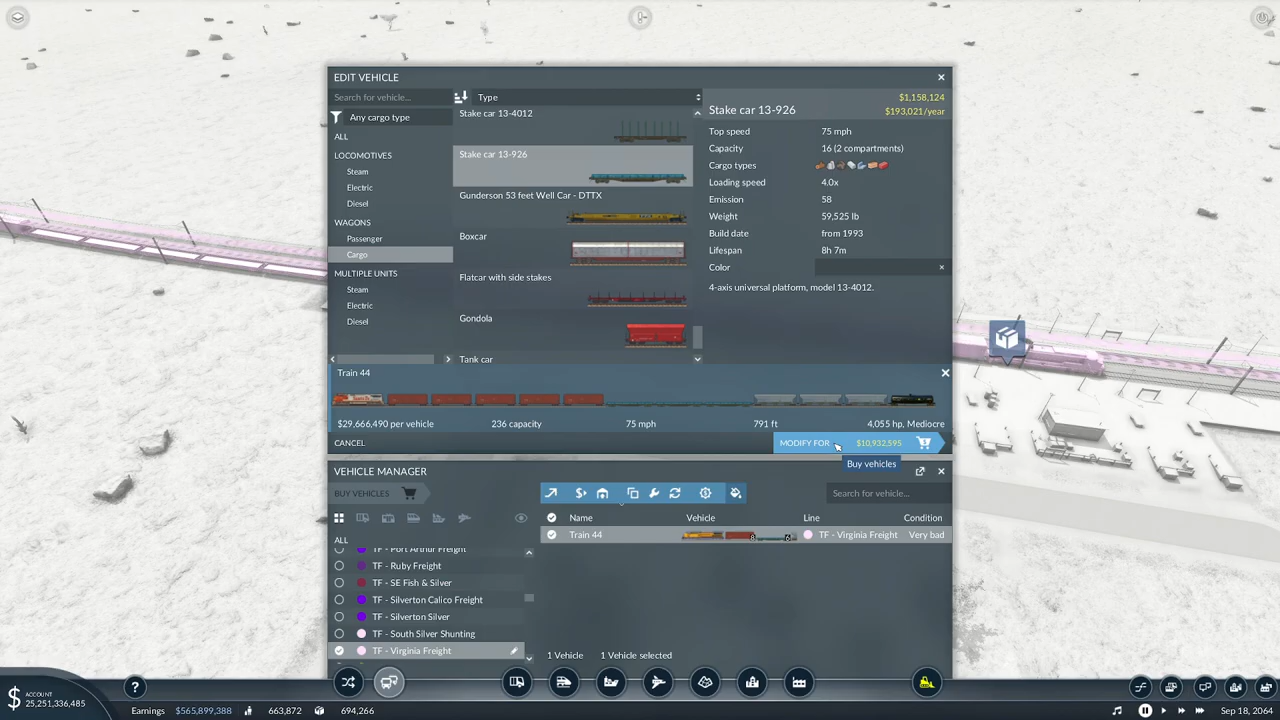 EDIT VEHICLE
Search for vehicle...
Type
Any cargo type
ALL
LOCOMOTIVES
Steam
Electric
Diesel
WAGONS
Passenger
Cargo
MULTIPLE UNITS
Steam
Electric
Diesel
Stake car 13-4012
Stake car 13-926
Gunderson 53 feet Well Car - DTTX
Boxcar
Flatcar with side stakes
Gondola
Tank car
Stake car 13-926
$1,158,124
$193,021/year
Top speed 75 mph
Capacity 16 (2 compartments)
Cargo types
Loading speed 4.0x
Emission 58
Weight 59,525 lb
Build date from 1993
Lifespan 8h 7m
Color
4-axis universal platform, model 13-4012.
Train 44
$29,666,490 per vehicle 236 capacity 75 mph 791 ft 4,055 hp, Mediocre
CANCEL
MODIFY FOR $10,932,595
Buy vehicles
VEHICLE MANAGER
BUY VEHICLES
Search for vehicle...
ALL
TF - Port Arthur Freight
TF - Ruby Freight
TF - SE Fish & Silver
TF - Silverton Calico Freight
TF - Silverton Silver
TF - South Silver Shunting
TF - Virginia Freight
Name Vehicle Line Condition
Train 44 TF - Virginia Freight Very bad
1 Vehicle 1 Vehicle selected
$ ACCOUNT
25,251,336,485
?
Earnings $565,899,388 663,872 694,266
Sep 18, 2064